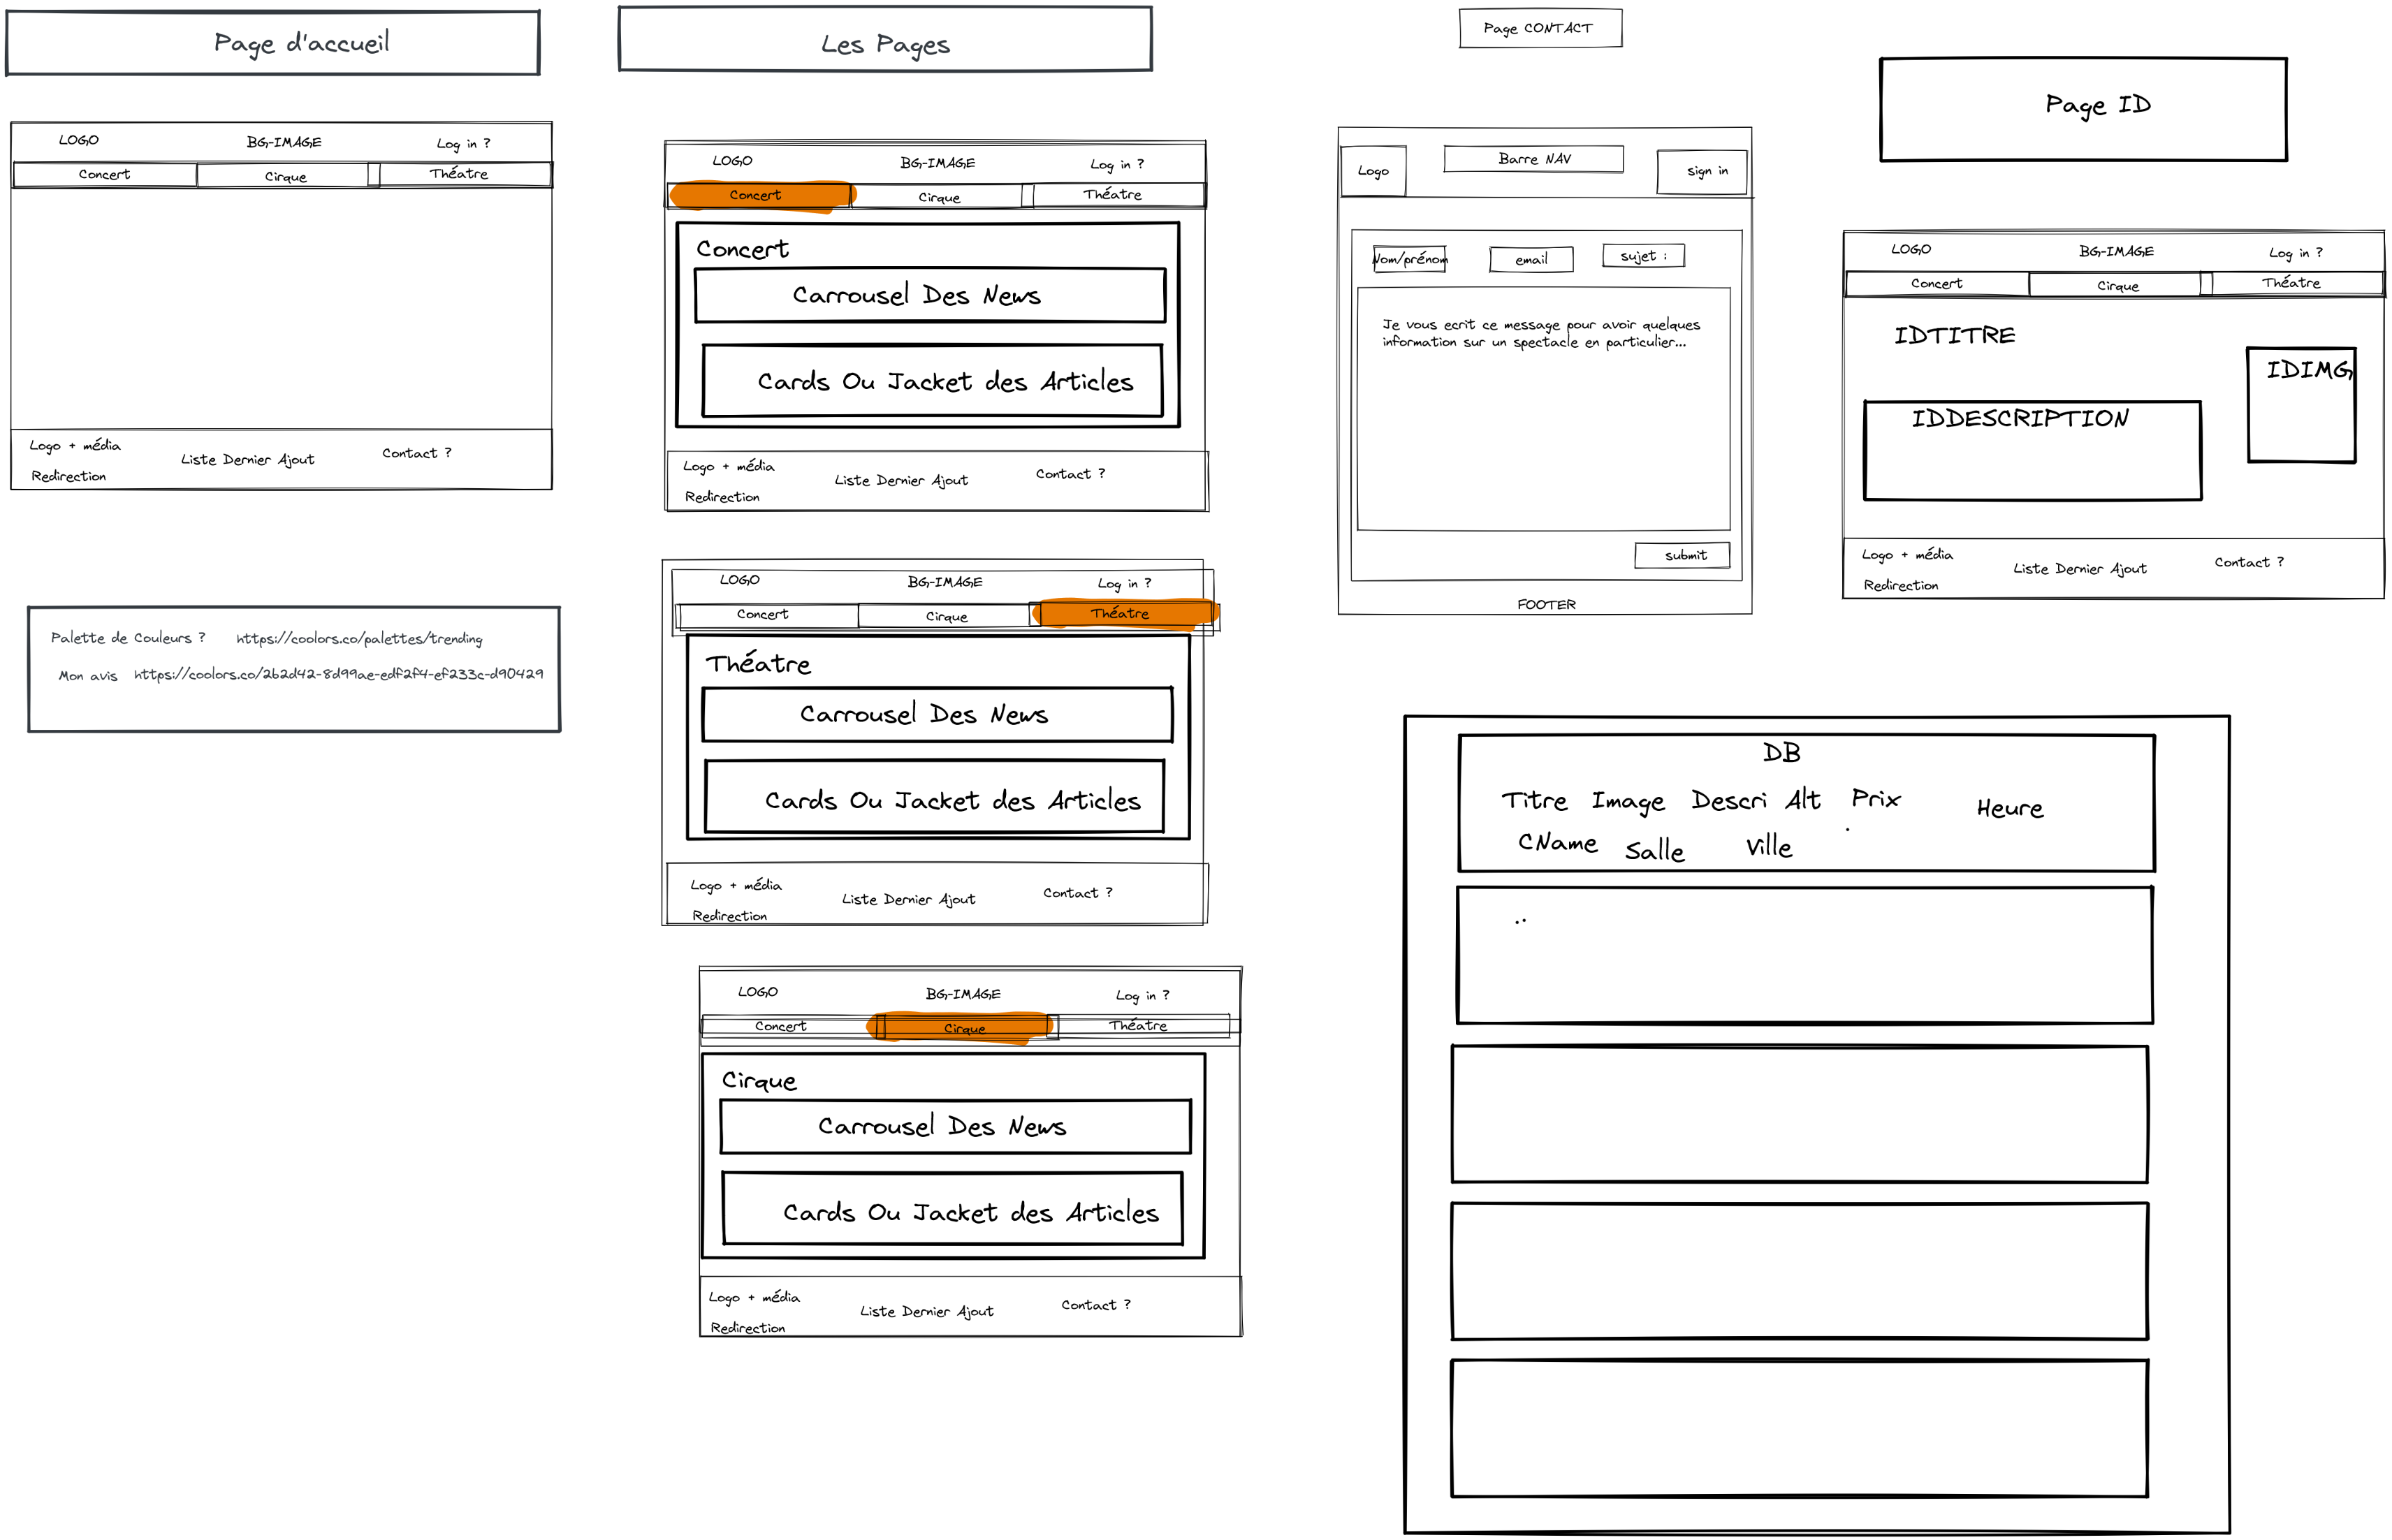 Page d'accueil
LOGO BG-IMAGE Log in ?
Concert Cirque Théatre
Logo + média
Redirection
Liste Dernier Ajout
Contact ?
Palette de Couleurs ? https://coolors.co/palettes/trending
Mon avis https://coolors.co/2b2d42-8d99ae-edf2f4-ef233c-d90429
Les Pages
LOGO BG-IMAGE Log in ?
Concert Cirque Théatre
Concert
Carrousel Des News
Cards Ou Jacket des Articles
Logo + média
Redirection
Liste Dernier Ajout
Contact ?
LOGO BG-IMAGE Log in ?
Concert Cirque Théatre
Théatre
Carrousel Des News
Cards Ou Jacket des Articles
Logo + média
Redirection
Liste Dernier Ajout
Contact ?
LOGO BG-IMAGE Log in ?
Concert Cirque Théatre
Cirque
Carrousel Des News
Cards Ou Jacket des Articles
Logo + média
Redirection
Liste Dernier Ajout
Contact ?
Page CONTACT
Logo Barre NAV sign in
Nom/prénom email sujet :
Je vous ecrit ce message pour avoir quelques
information sur un spectacle en particulier...
submit
FOOTER
Page ID
LOGO BG-IMAGE Log in ?
Concert Cirque Théatre
IDTITRE
IDIMG
IDDESCRIPTION
Logo + média
Redirection
Liste Dernier Ajout
Contact ?
DB
Titre Image Descri Alt Prix Heure
CName Salle Ville .
..